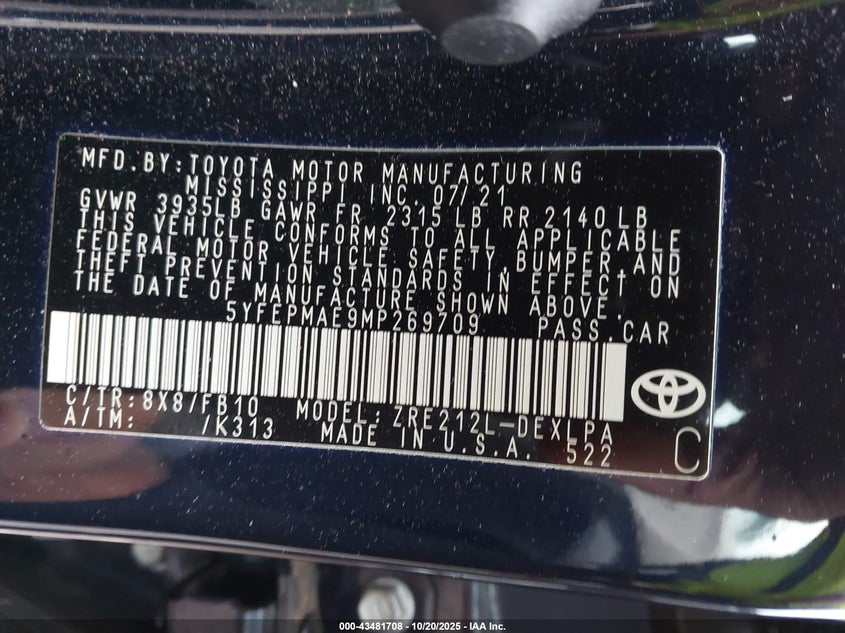 MFD.BY:TOYOTA MOTOR MANUFACTURING
MISSISSIPPI INC. 07/21
GVWR 3935LB GAWR FR 2315 LB RR 2140 LB
THIS VEHICLE CONFORMS TO ALL APPLICABLE
FEDERAL MOTOR VEHICLE SAFETY,BUMPER,AND
THEFT PREVENTION STANDARDS IN EFFECT ON
THE DATE OF MANUFACTURE SHOWN ABOVE.
5YFEPMAE9MP269709 PASS.CAR
C/TR:8X8/FB10 MODEL:ZRE212L-DEXLPA
A/TM: /K313 MADE IN U.S.A. 522
C
000-43481708 - 10/20/2025 - IAA Inc.